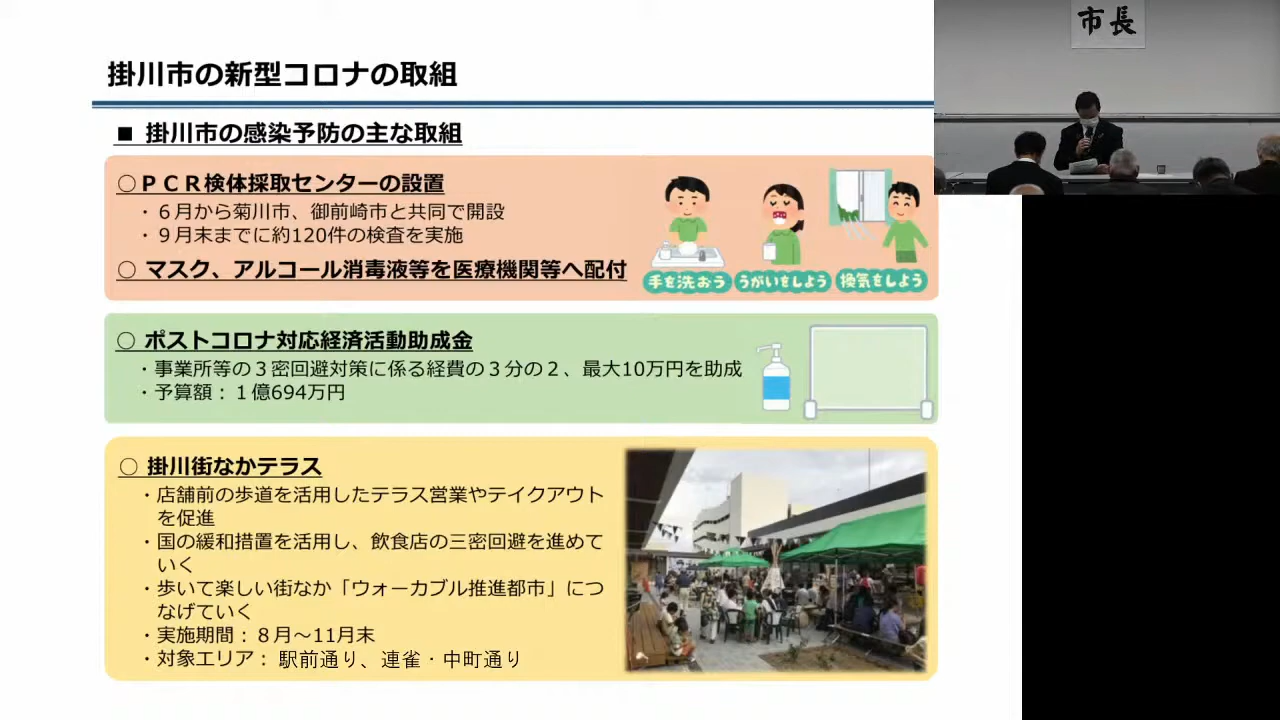 掛川市の新型コロナの取組
市長
■ 掛川市の感染予防の主な取組
○ＰＣＲ検体採取センターの設置
・６月から菊川市、御前崎市と共同で開設
・９月末までに約120件の検査を実施
○ マスク、アルコール消毒液等を医療機関等へ配付
手を洗おう うがいをしよう 換気をしよう
○ ポストコロナ対応経済活動助成金
・事業所等の３密回避対策に係る経費の３分の２、最大10万円を助成
・予算額：１億694万円
○ 掛川街なかテラス
・店舗前の歩道を活用したテラス営業やテイクアウト
を促進
・国の緩和措置を活用し、飲食店の三密回避を進めて
いく
・歩いて楽しい街なか「ウォーカブル推進都市」につ
なげていく
・実施期間：８月～11月末
・対象エリア：駅前通り、連雀・中町通り